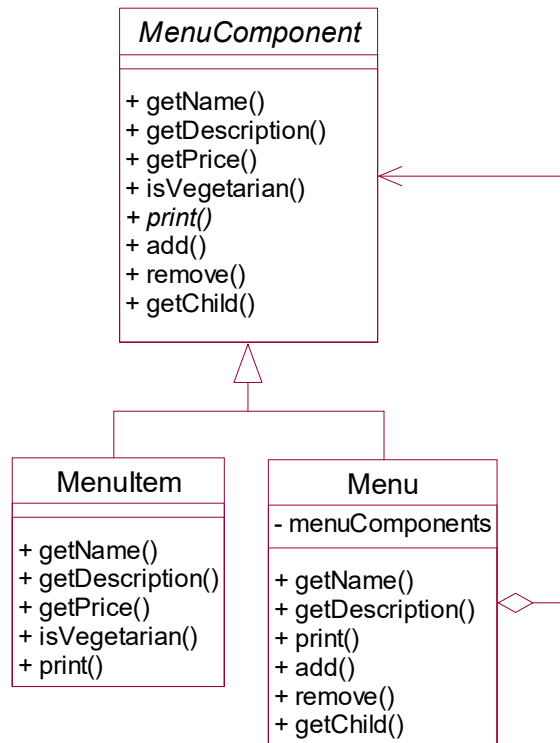 MenuComponent
+ getName()
+ getDescription()
+ getPrice()
+ isVegetarian()
+ print()
+ add()
+ remove()
+ getChild()
MenuItem
+ getName()
+ getDescription()
+ getPrice()
+ isVegetarian()
+ print()
Menu
- menuComponents
+ getName()
+ getDescription()
+ print()
+ add()
+ remove()
+ getChild()